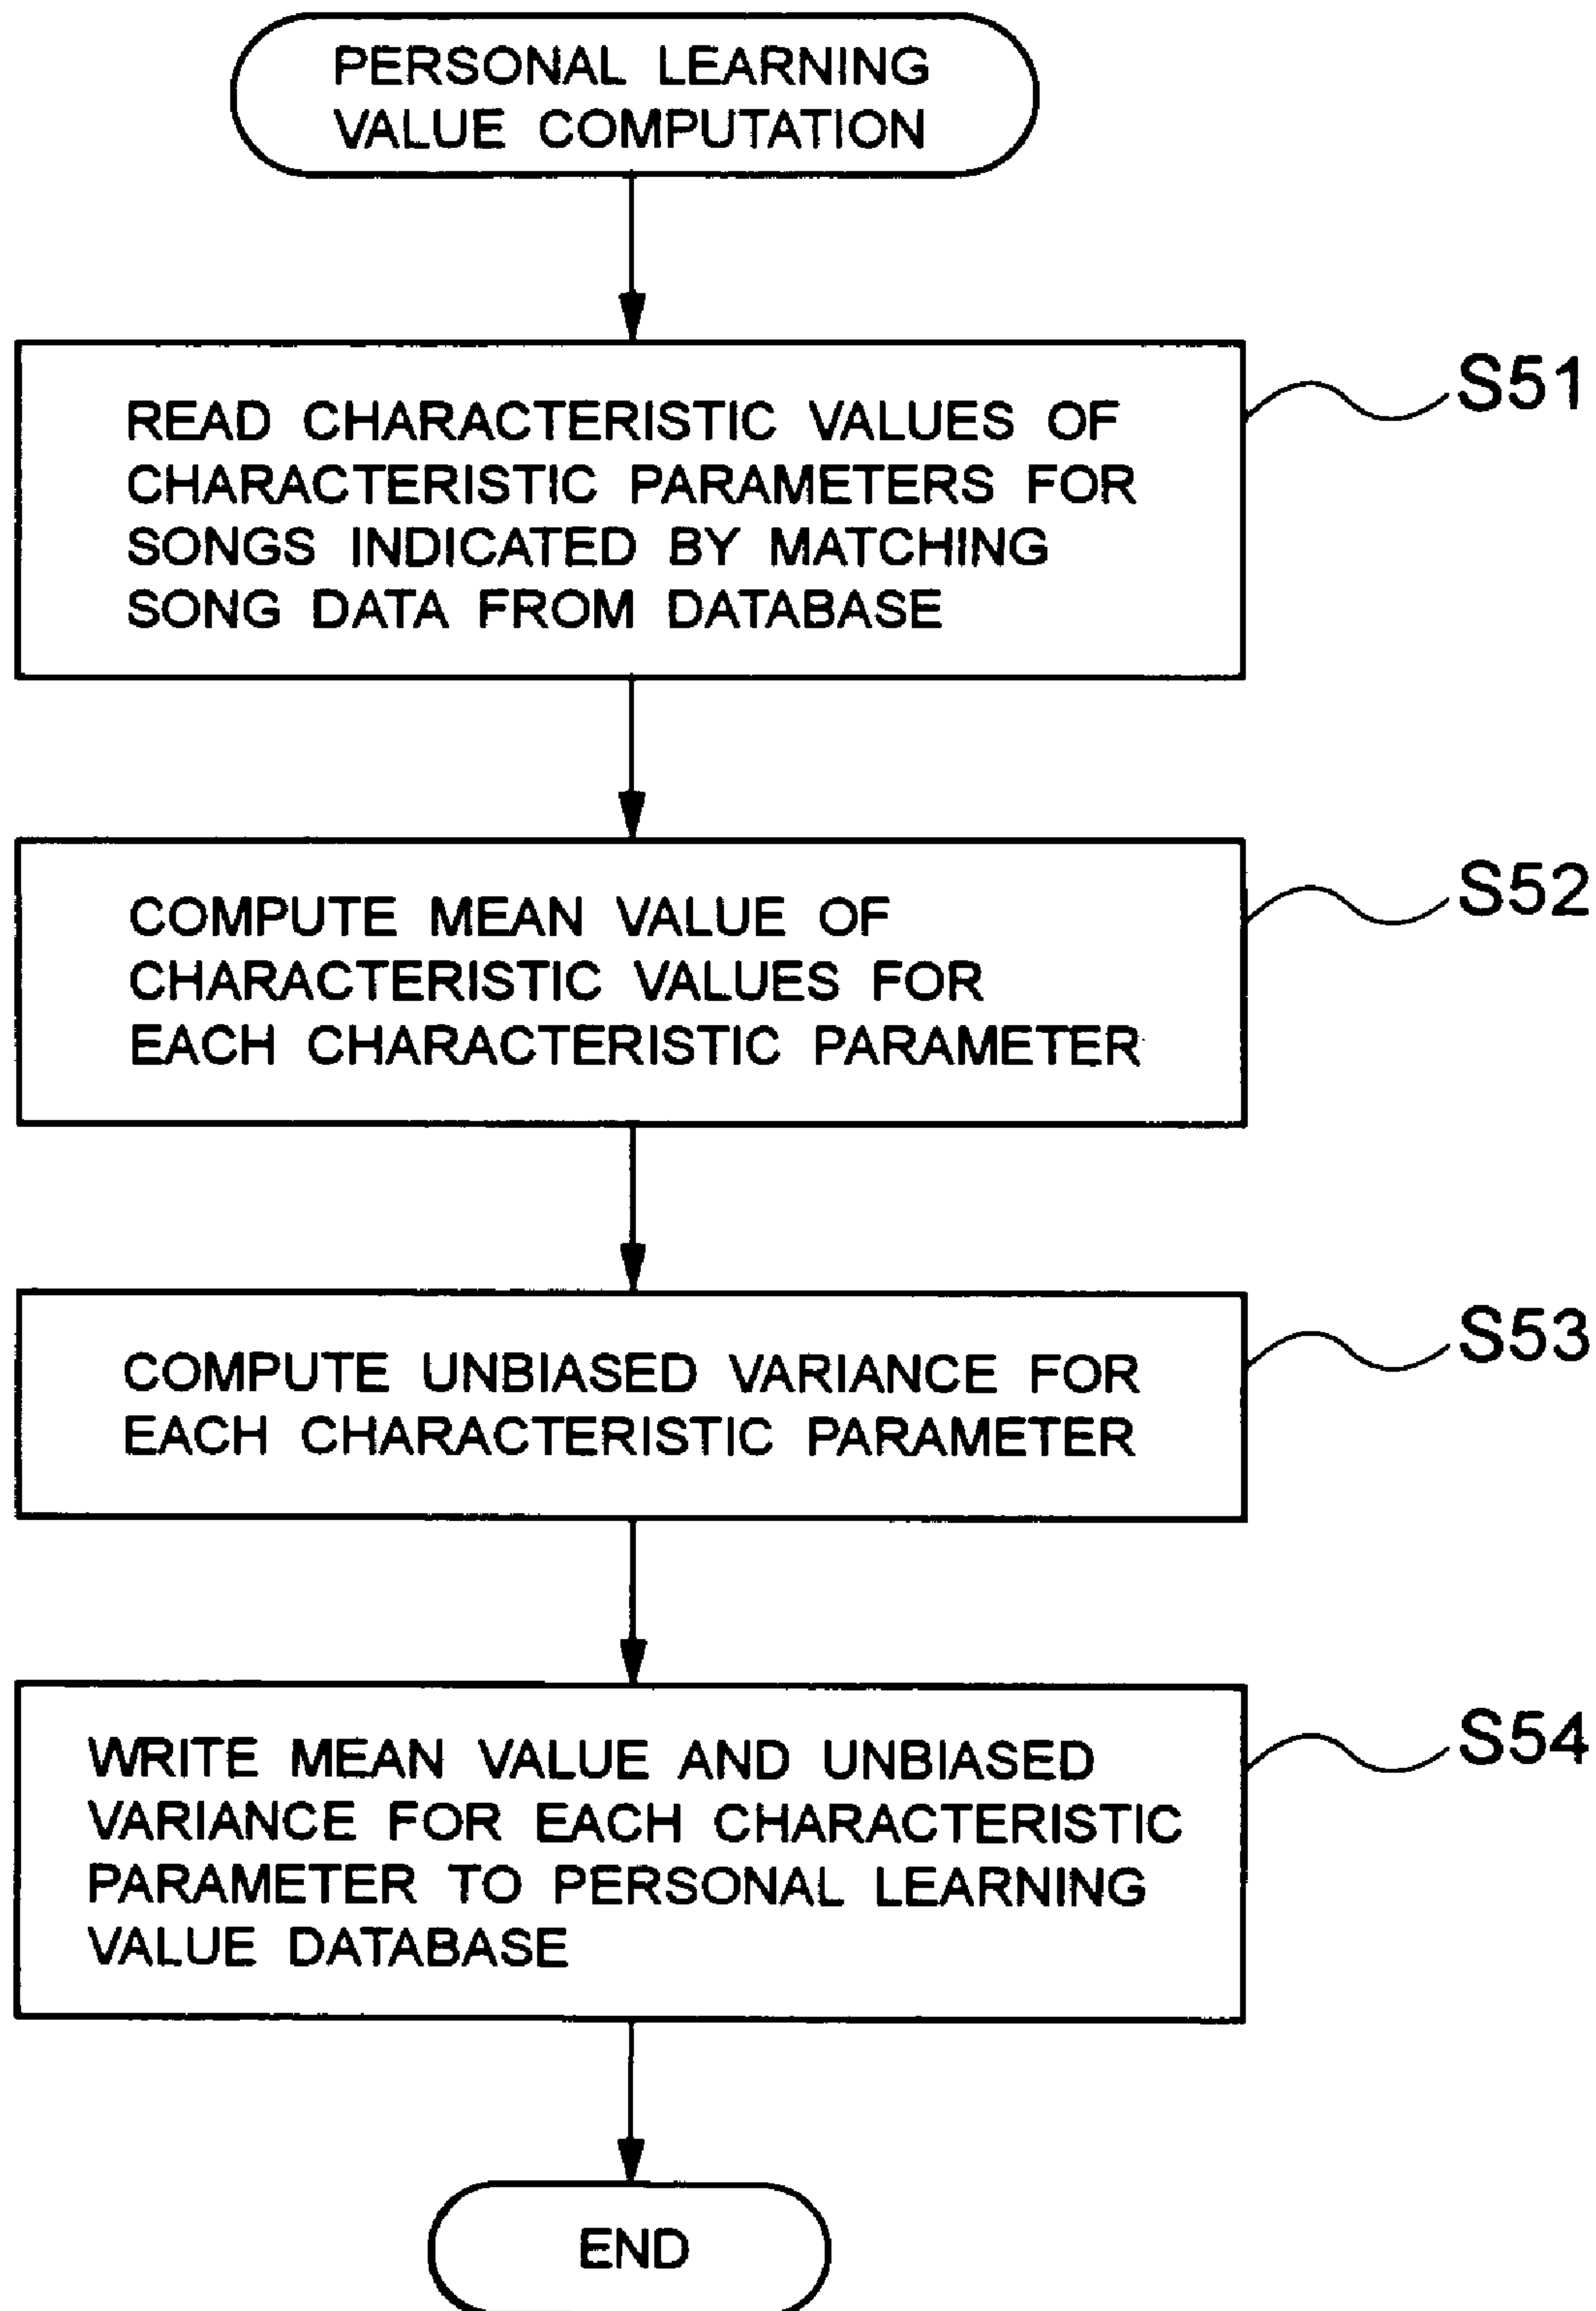 PERSONAL LEARNING
VALUE COMPUTATION
READ CHARACTERISTIC VALUES OF
CHARACTERISTIC PARAMETERS FOR
SONGS INDICATED BY MATCHING
SONG DATA FROM DATABASE
S51
COMPUTE MEAN VALUE OF
CHARACTERISTIC VALUES FOR
EACH CHARACTERISTIC PARAMETER
S52
COMPUTE UNBIASED VARIANCE FOR
EACH CHARACTERISTIC PARAMETER
S53
WRITE MEAN VALUE AND UNBIASED
VARIANCE FOR EACH CHARACTERISTIC
PARAMETER TO PERSONAL LEARNING
VALUE DATABASE
S54
END